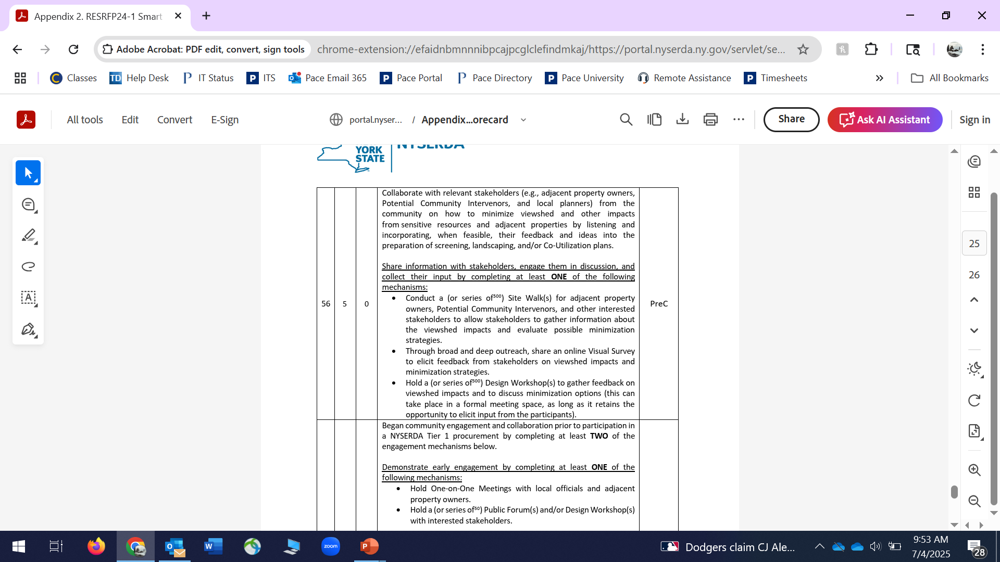 Appendix 2. RESRFP24-1 Smart
Adobe Acrobat: PDF edit, convert, sign tools
chrome-extension://efaidnbmnnnibpcajpcglclefindmkaj/https://portal.nyserda.ny.gov/servlet/se...
Classes
TD Help Desk
P IT Status
P ITS
Pace Email 365
P Pace Portal
P Pace Directory
P Pace University
Remote Assistance
P Timesheets
All Bookmarks
All tools
Edit
Convert
E-Sign
portal.nyser... / Appendix...orecard
Share
Ask AI Assistant
Sign in
YORK
STATE
NYSERDA
Collaborate with relevant stakeholders (e.g., adjacent property owners,
Potential Community Intervenors, and local planners) from the
community on how to minimize viewshed and other impacts
from sensitive resources and adjacent properties by listening and
incorporating, when feasible, their feedback and ideas into the
preparation of screening, landscaping, and/or Co-Utilization plans.
Share information with stakeholders, engage them in discussion, and
collect their input by completing at least ONE of the following
mechanisms:
• Conduct a (or series of⁵⁰⁰) Site Walk(s) for adjacent property
56 5 0
owners, Potential Community Intervenors, and other interested
PreC
stakeholders to allow stakeholders to gather information about
the viewshed impacts and evaluate possible minimization
strategies.
• Through broad and deep outreach, share an online Visual Survey
to elicit feedback from stakeholders on viewshed impacts and
minimization strategies.
• Hold a (or series of⁵⁰⁰) Design Workshop(s) to gather feedback on
viewshed impacts and to discuss minimization options (this can
take place in a formal meeting space, as long as it retains the
opportunity to elicit input from the participants).
Began community engagement and collaboration prior to participation in
a NYSERDA Tier 1 procurement by completing at least TWO of the
engagement mechanisms below.
Demonstrate early engagement by completing at least ONE of the
following mechanisms:
• Hold One-on-One Meetings with local officials and adjacent
property owners.
• Hold a (or series of⁵⁰) Public Forum(s) and/or Design Workshop(s)
with interested stakeholders.
25
26
zoom
Dodgers claim CJ Ale...
9:53 AM
7/4/2025
28